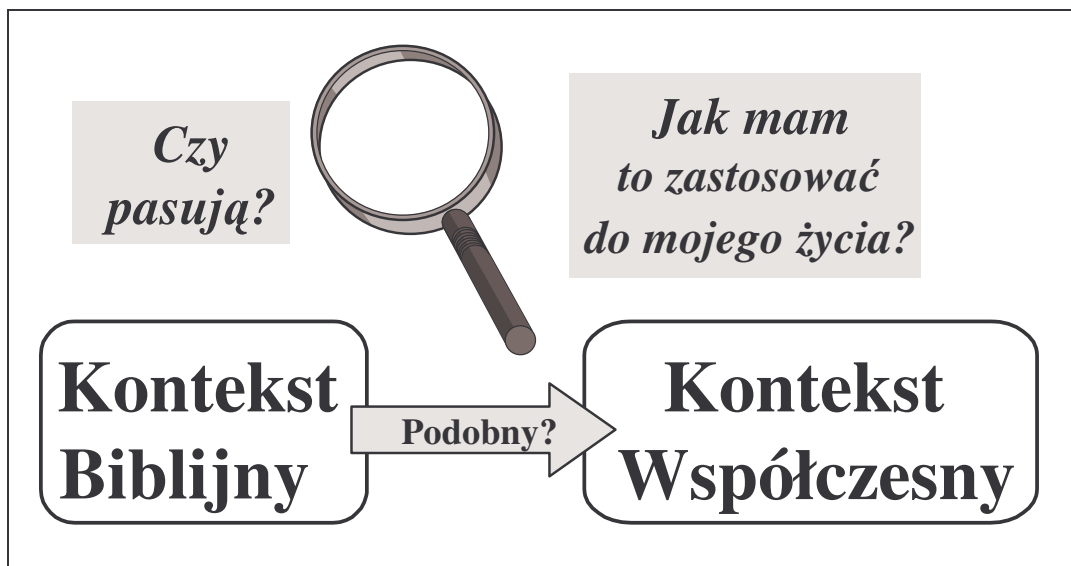 Czy
pasują?
Jak mam
to zastosować
do mojego życia?
Kontekst
Biblijny
Podobny?
Kontekst
Współczesny